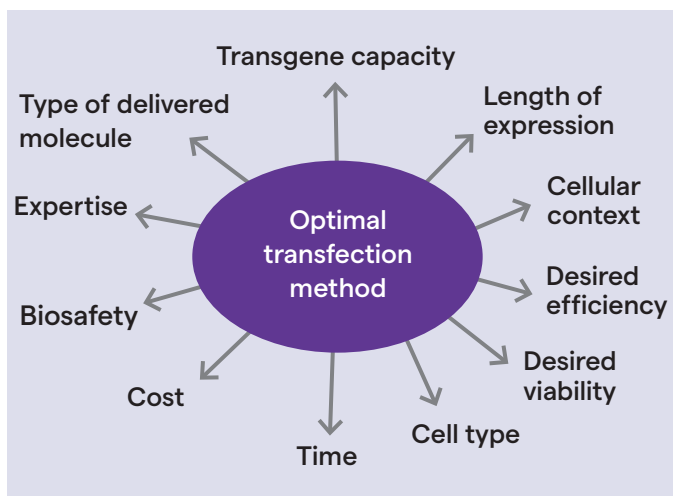 Transgene capacity
Type of delivered
molecule
Length of
expression
Expertise
Cellular
context
Optimal
transfection
method
Biosafety
Desired
efficiency
Cost
Desired
viability
Time
Cell type